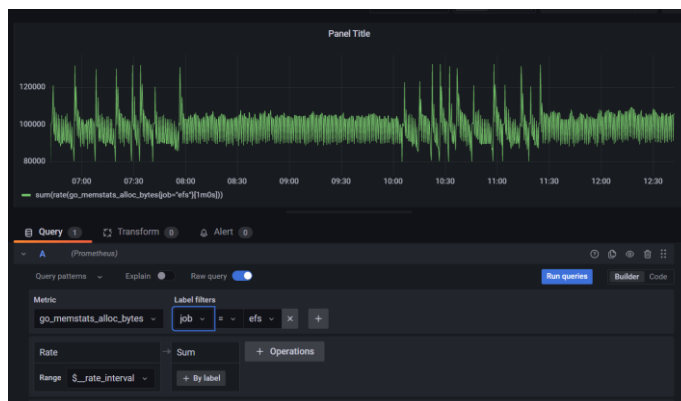 Panel Title
120000
100000
80000
07:00 07:30 08:00 08:30 09:00 09:30 10:00 10:30 11:00 11:30 12:00 12:30
sum(rate(go_memstats_alloc_bytes{job="efs"}[1m0s]))
Query 1 Transform 0 Alert 0
A (Prometheus)
Query patterns Explain Raw query Run queries Builder Code
Metric Label filters
go_memstats_alloc_bytes job = efs × +
Rate → Sum + Operations
Range $__rate_interval + By label